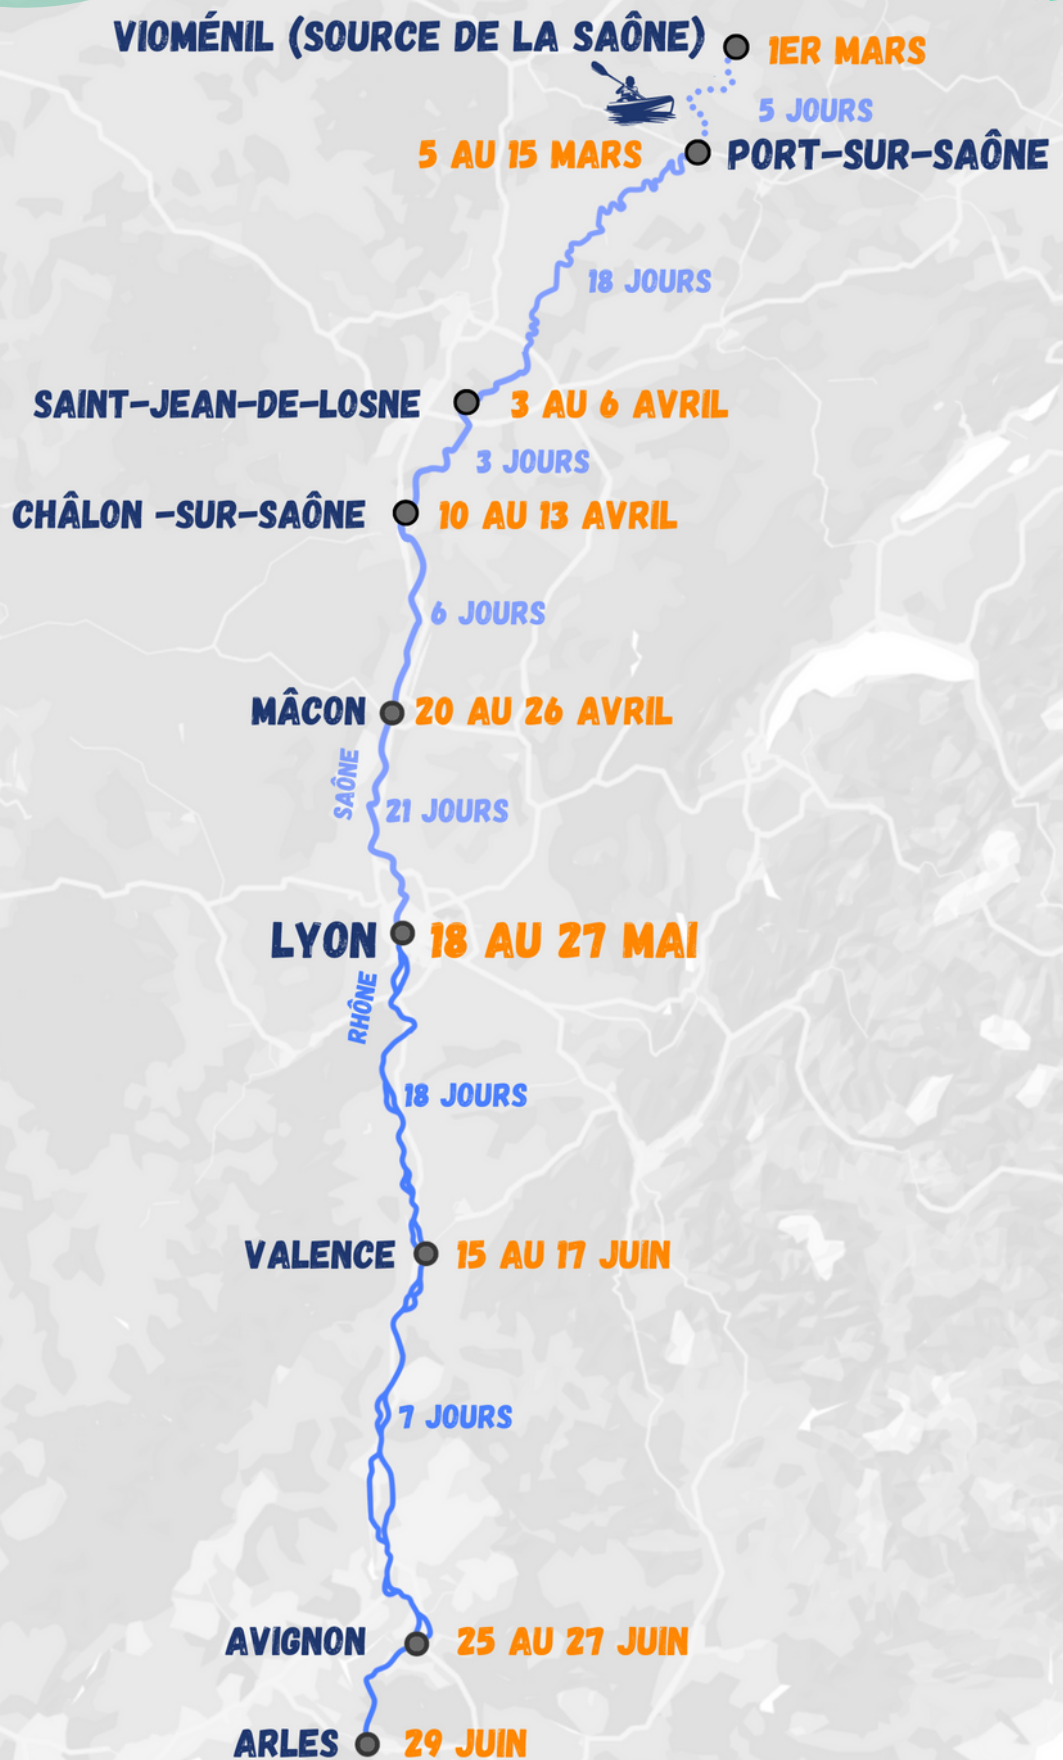 VIOMÉNIL (SOURCE DE LA SAÔNE)
1ER MARS
5 JOURS
5 AU 15 MARS
PORT-SUR-SAÔNE
18 JOURS
SAINT-JEAN-DE-LOSNE
3 AU 6 AVRIL
3 JOURS
CHÂLON -SUR-SAÔNE
10 AU 13 AVRIL
6 JOURS
MÂCON
20 AU 26 AVRIL
SAÔNE
21 JOURS
LYON
18 AU 27 MAI
RHÔNE
18 JOURS
VALENCE
15 AU 17 JUIN
7 JOURS
AVIGNON
25 AU 27 JUIN
ARLES
29 JUIN